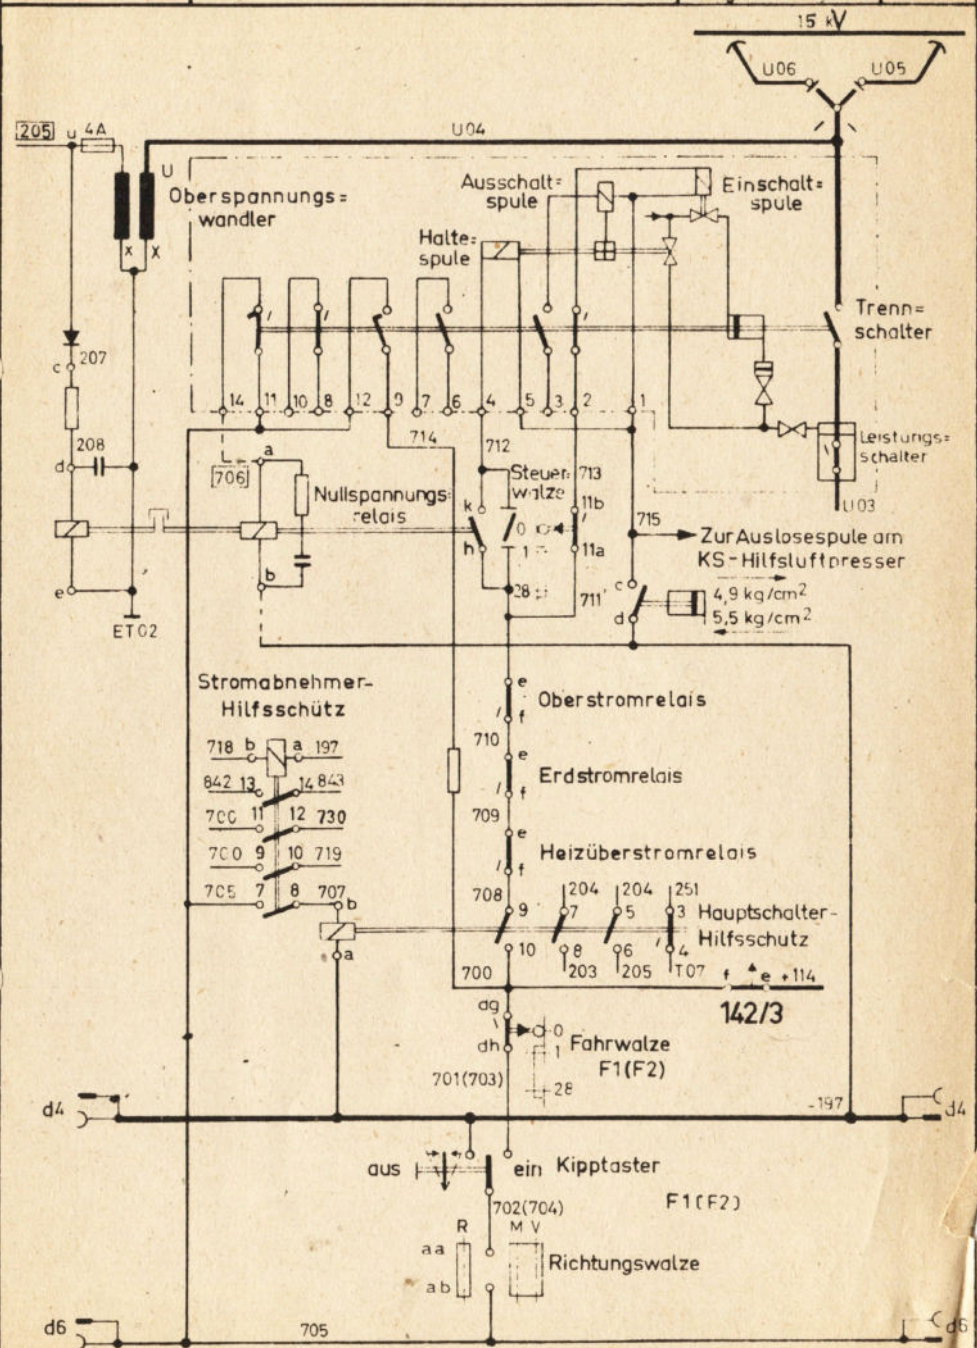 15 kV
U06 U05
205 u 4A U04
U Oberspannungs=
wandler
x x
Ausschalt=
spule
Einschalt=
spule
Halte=
spule
Trenn=
schalter
c 207
14 11 10 8 12 9 7 6 4 5 3 2 1
d 208
714 712 713
Leistungs=
schalter
U03
706 a
Nullspannungs=
relais
Steuer=
walze
k h 0 1 28
11b
11a
715
Zur Auslosespule am
KS-Hilfsluftpresser
b
e
ET02
711
c
d
4,9 kg/cm²
5,5 kg/cm²
Stromabnehmer-
Hilfsschütz
e
f
Oberstromrelais
718 b a 197
710
842 13 14 843
e
f
Erdstromrelais
700 11 12 730
709
700 9 10 719
e
f
Heizüberstromrelais
705 7 8 707 b
a
708
204 204 251
9 7 5 3
Hauptschalter-
Hilfsschutz
10 8 6 4
203 205 T07
700
f e +114
142/3
ag
dh
0
1
28
Fahrwalze
F1(F2)
701(703)
d4 -197 d4
aus ein Kipptaster
702(704)
F1(F2)
R M V
aa
ab
Richtungswalze
d6 705 d6